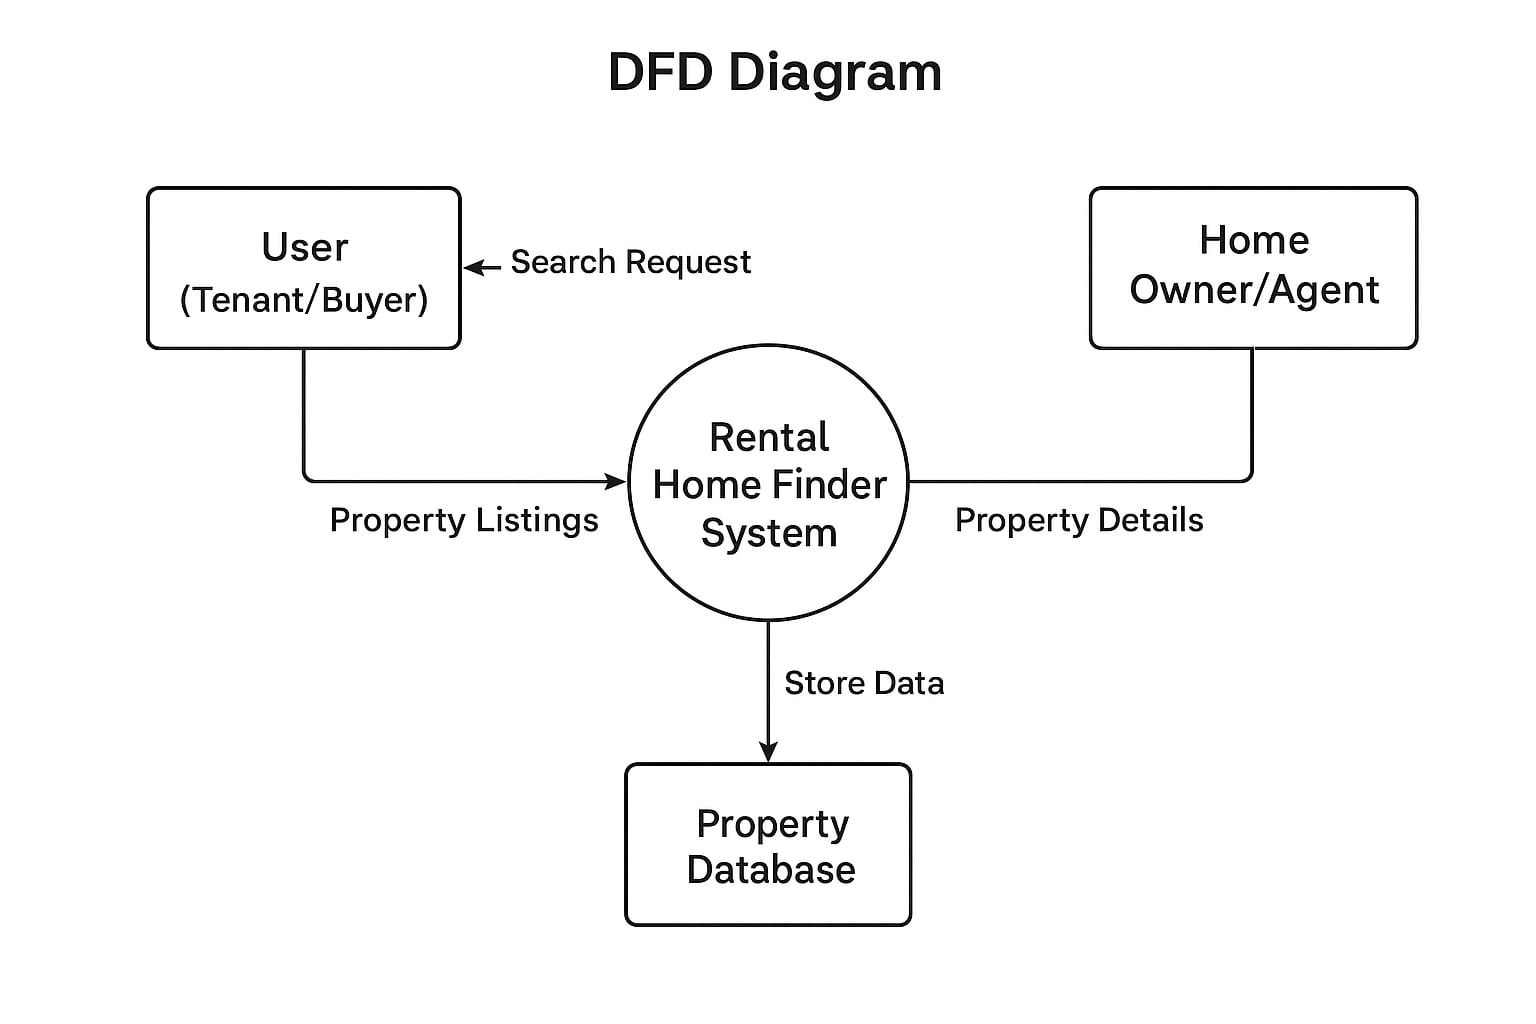 DFD Diagram
User
(Tenant/Buyer)
Search Request
Home
Owner/Agent
Rental
Home Finder
System
Property Listings
Property Details
Store Data
Property
Database